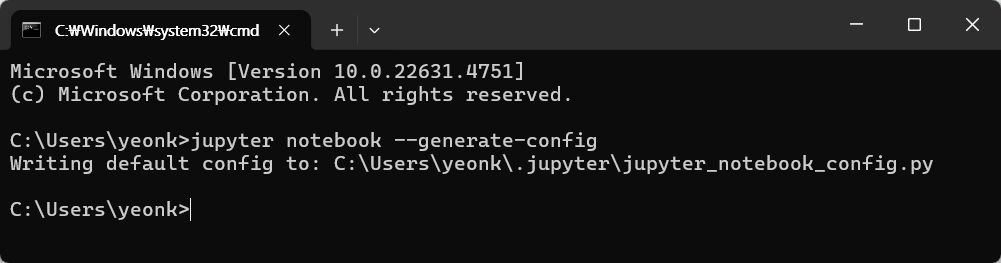 C:₩Windows₩system32₩cmd
Microsoft Windows [Version 10.0.22631.4751]
(c) Microsoft Corporation. All rights reserved.
C:\Users\yeonk>jupyter notebook --generate-config
Writing default config to: C:\Users\yeonk\.jupyter\jupyter_notebook_config.py
C:\Users\yeonk>